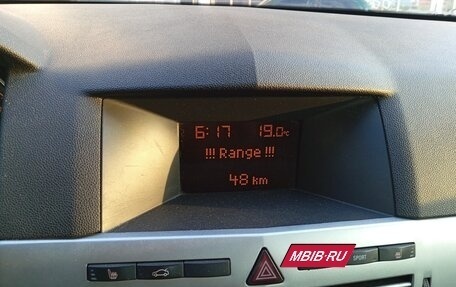 6:17 19.0°C
!!! Range !!!
48 km
SPORT
MBIB.RU